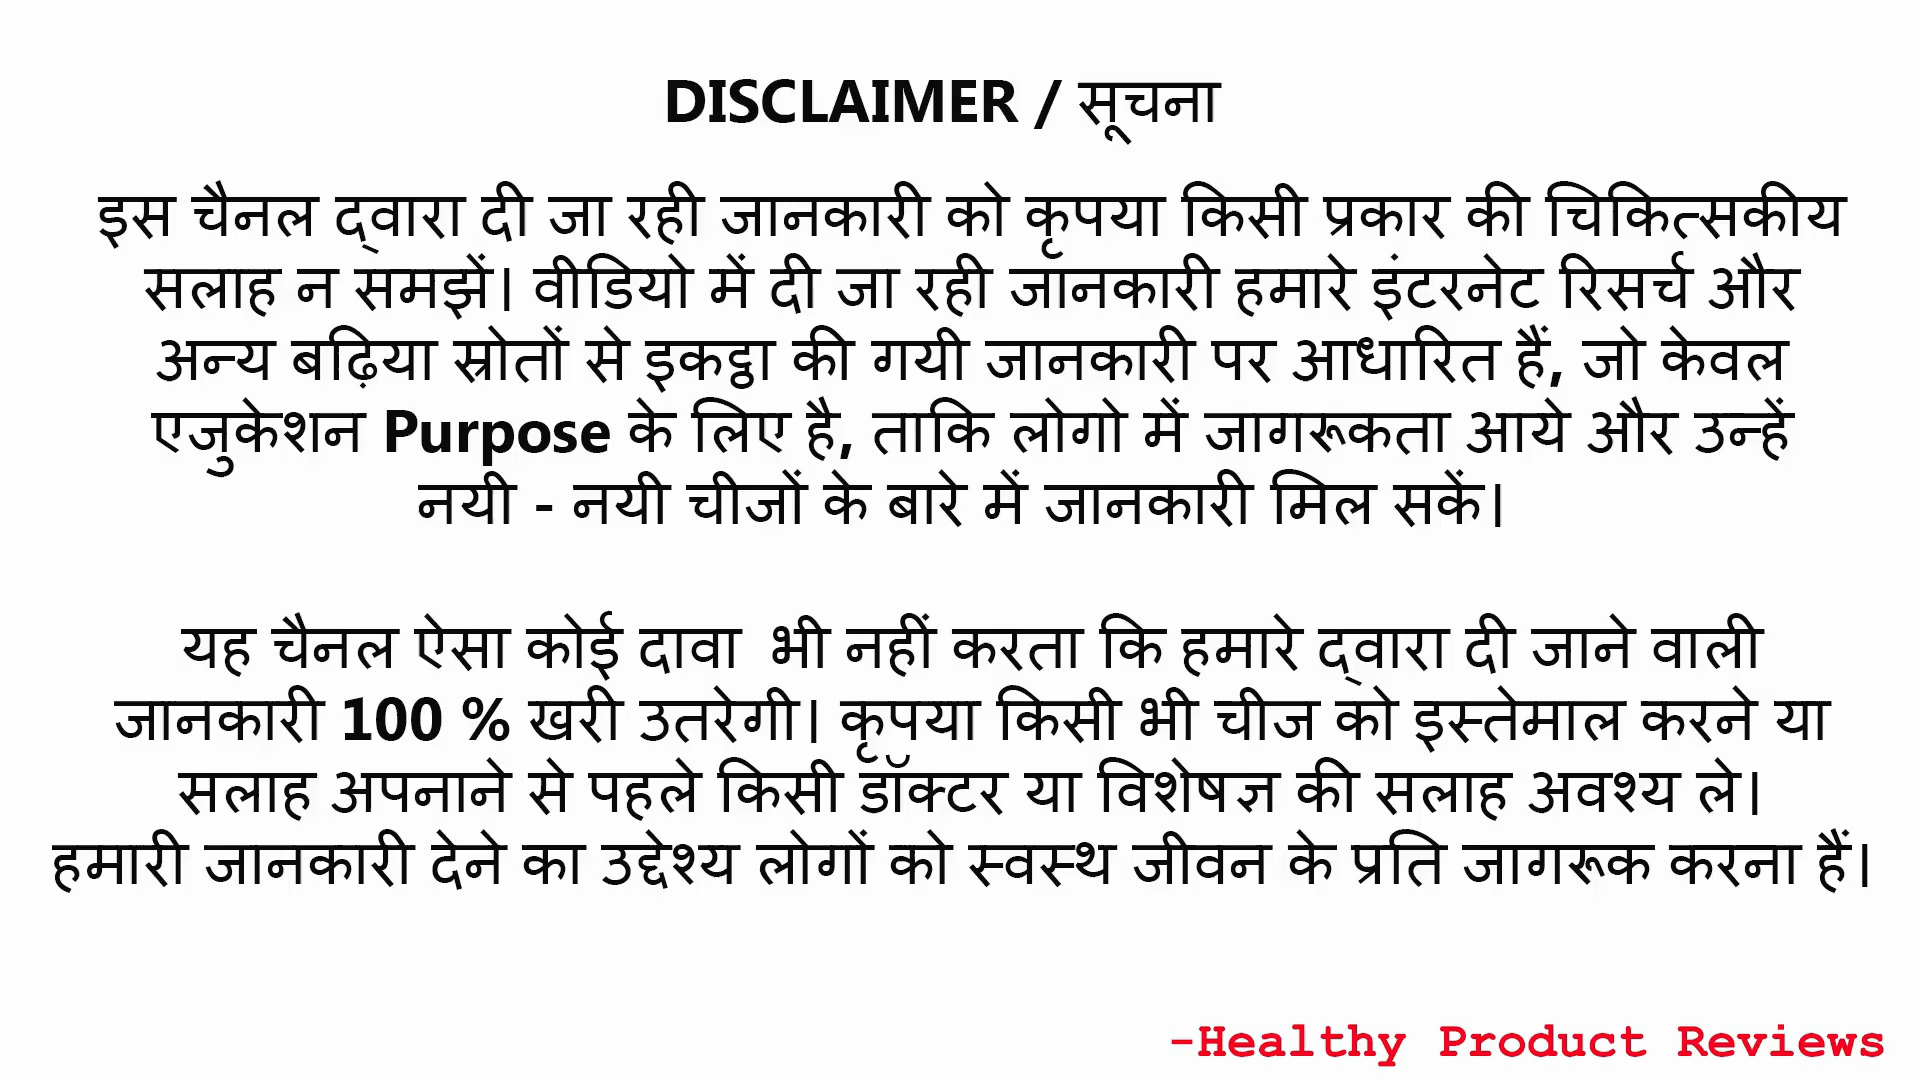 DISCLAIMER / सूचना
इस चैनल द्वारा दी जा रही जानकारी को कृपया किसी प्रकार की चिकित्सकीय
सलाह न समझें। वीडियो में दी जा रही जानकारी हमारे इंटरनेट रिसर्च और
अन्य बढ़िया स्रोतों से इकट्ठा की गयी जानकारी पर आधारित हैं, जो केवल
एजुकेशन Purpose के लिए है, ताकि लोगो में जागरूकता आये और उन्हें
नयी - नयी चीजों के बारे में जानकारी मिल सकें।
यह चैनल ऐसा कोई दावा भी नहीं करता कि हमारे द्वारा दी जाने वाली
जानकारी 100 % खरी उतरेगी। कृपया किसी भी चीज को इस्तेमाल करने या
सलाह अपनाने से पहले किसी डॉक्टर या विशेषज्ञ की सलाह अवश्य ले।
हमारी जानकारी देने का उद्देश्य लोगों को स्वस्थ जीवन के प्रति जागरूक करना हैं।
-Healthy Product Reviews